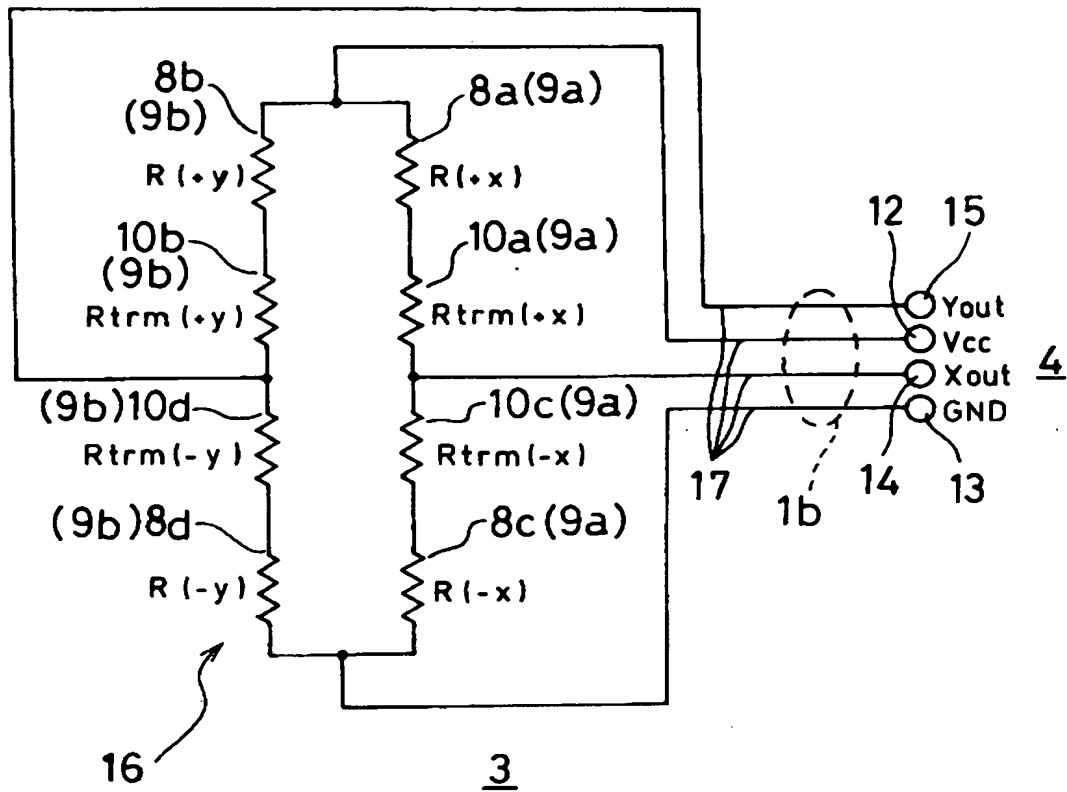 8b
(9b)
8a(9a)
R(+y)
R(+x)
10b
(9b)
10a(9a)
12
15
Rtrm(+y)
Rtrm(+x)
Yout
Vcc
Xout
4
(9b)10d
10c(9a)
GND
Rtrm(-y)
Rtrm(-x)
17
1b
14
13
(9b)8d
8c(9a)
R(-y)
R(-x)
16
3